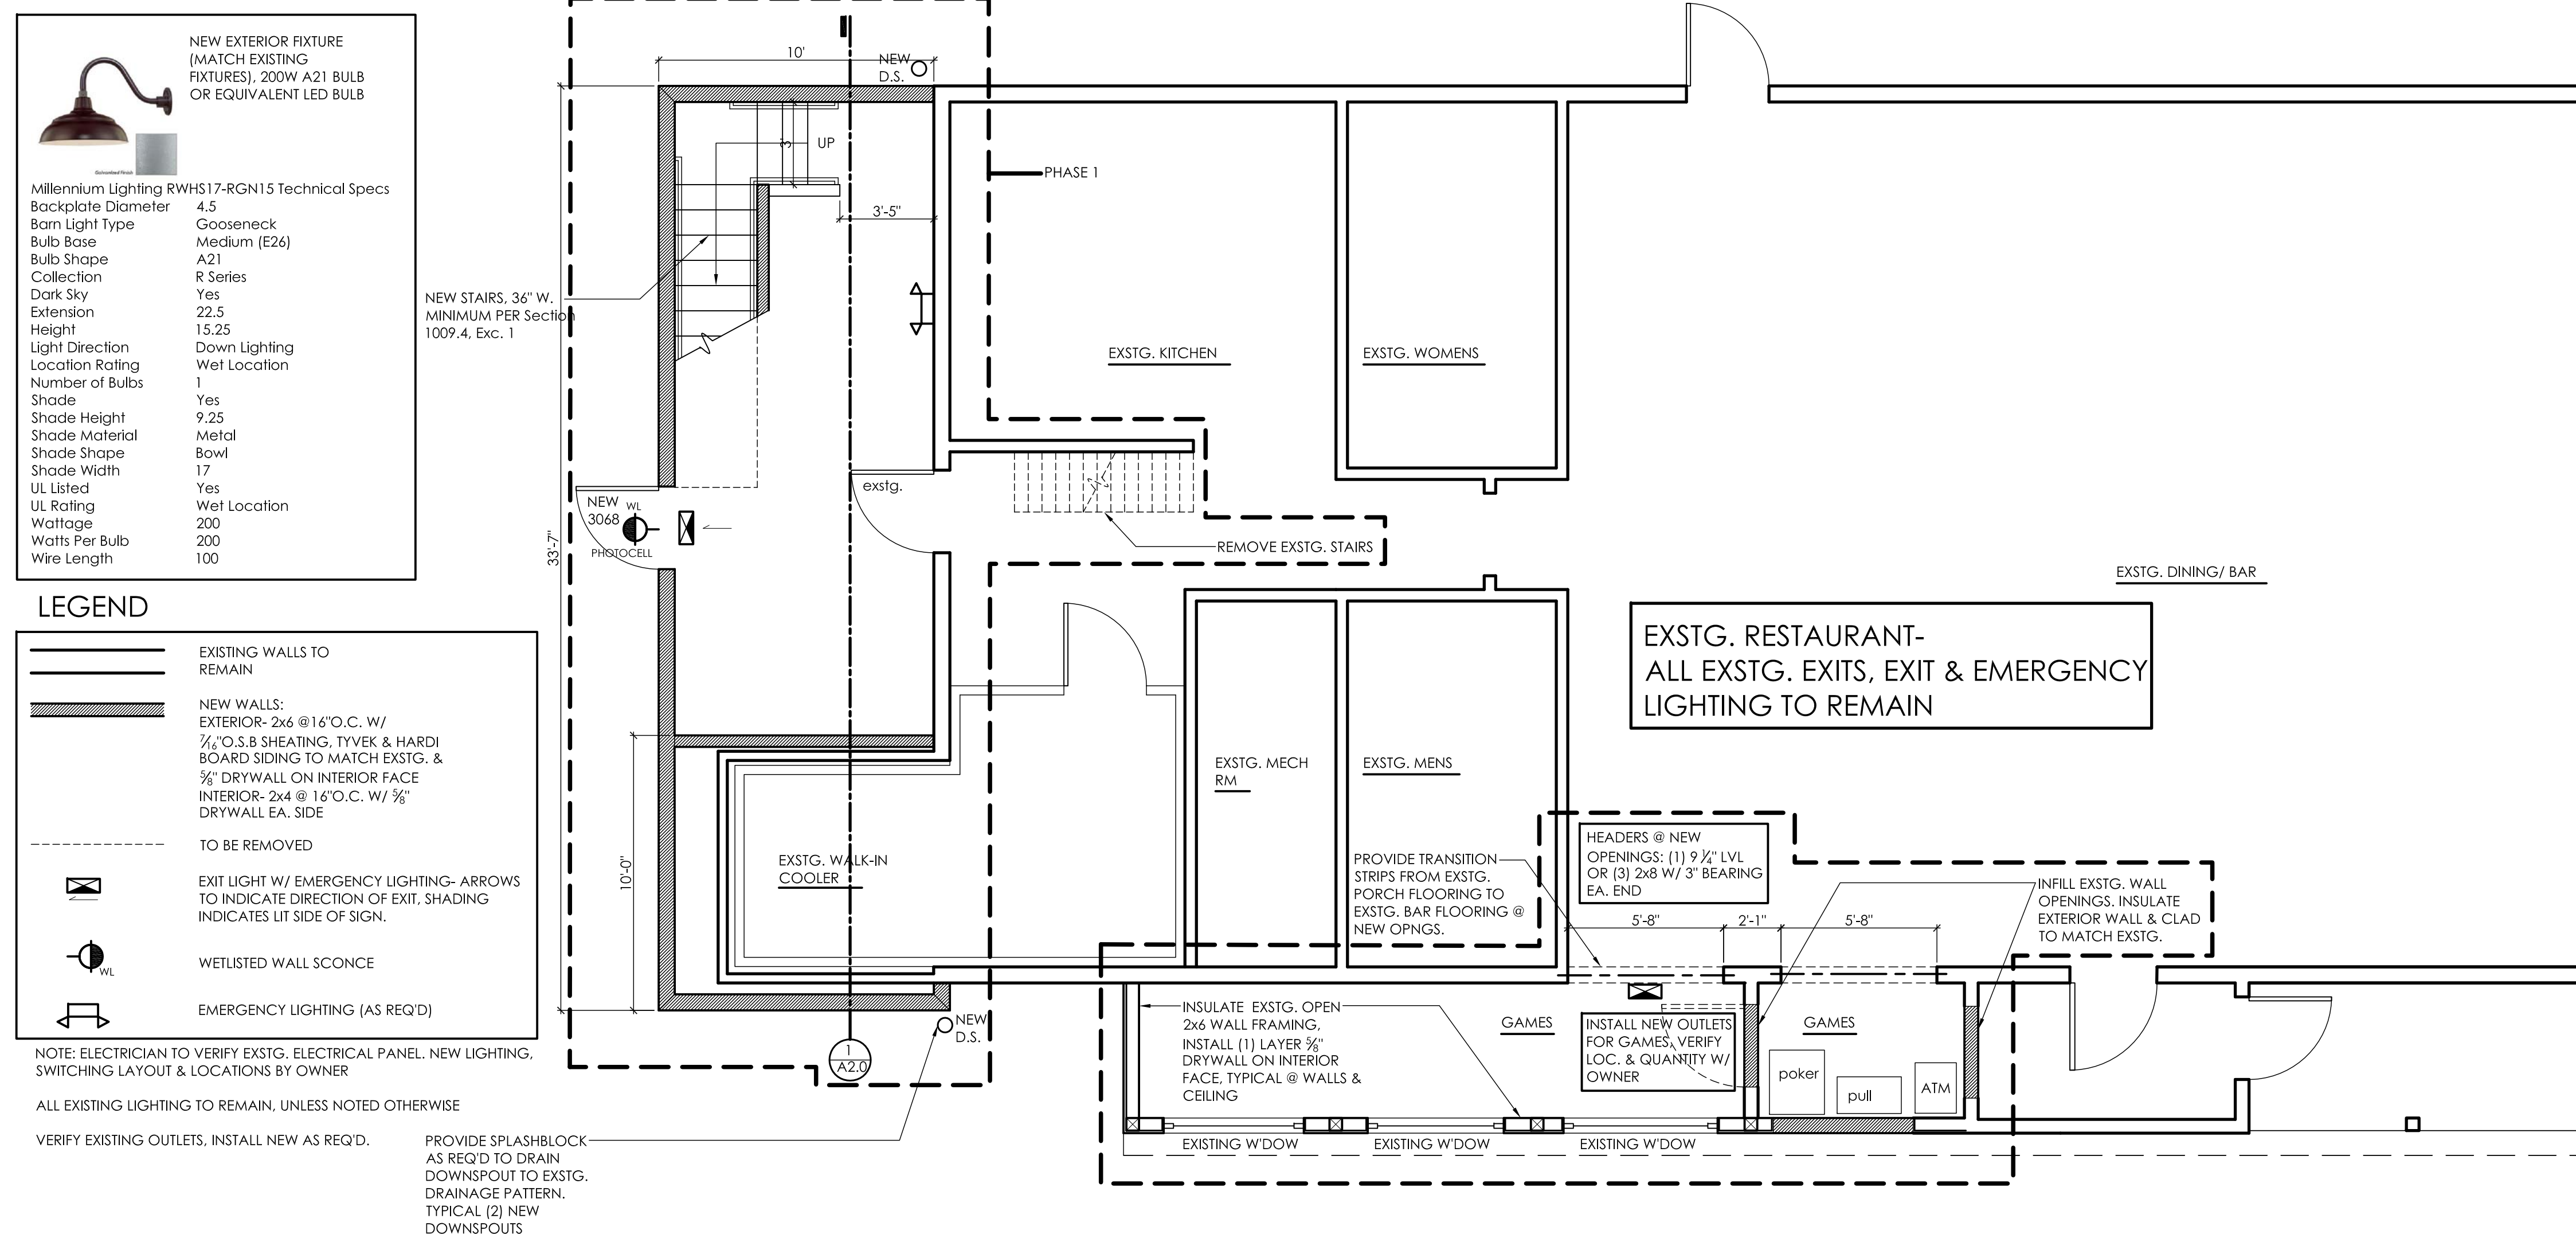 NEW EXTERIOR FIXTURE
(MATCH EXISTING
FIXTURES), 200W A21 BULB
OR EQUIVALENT LED BULB
Galvanized Finish
Millennium Lighting RWHS17-RGN15 Technical Specs
Backplate Diameter 4.5
Barn Light Type Gooseneck
Bulb Base Medium (E26)
Bulb Shape A21
Collection R Series
Dark Sky Yes
Extension 22.5
Height 15.25
Light Direction Down Lighting
Location Rating Wet Location
Number of Bulbs 1
Shade Yes
Shade Height 9.25
Shade Material Metal
Shade Shape Bowl
Shade Width 17
UL Listed Yes
UL Rating Wet Location
Wattage 200
Watts Per Bulb 200
Wire Length 100
LEGEND
EXISTING WALLS TO
REMAIN
NEW WALLS:
EXTERIOR- 2x6 @16"O.C. W/
7/16"O.S.B SHEATING, TYVEK & HARDI
BOARD SIDING TO MATCH EXSTG. &
5/8" DRYWALL ON INTERIOR FACE
INTERIOR- 2x4 @ 16"O.C. W/ 5/8"
DRYWALL EA. SIDE
TO BE REMOVED
EXIT LIGHT W/ EMERGENCY LIGHTING- ARROWS
TO INDICATE DIRECTION OF EXIT, SHADING
INDICATES LIT SIDE OF SIGN.
WL
WETLISTED WALL SCONCE
EMERGENCY LIGHTING (AS REQ'D)
NOTE: ELECTRICIAN TO VERIFY EXSTG. ELECTRICAL PANEL. NEW LIGHTING,
SWITCHING LAYOUT & LOCATIONS BY OWNER
ALL EXISTING LIGHTING TO REMAIN, UNLESS NOTED OTHERWISE
VERIFY EXISTING OUTLETS, INSTALL NEW AS REQ'D.
PROVIDE SPLASHBLOCK
AS REQ'D TO DRAIN
DOWNSPOUT TO EXSTG.
DRAINAGE PATTERN.
TYPICAL (2) NEW
DOWNSPOUTS
NEW STAIRS, 36" W.
MINIMUM PER Section
1009.4, Exc. 1
10'
NEW
D.S.
3'
UP
3'-5"
33'-7"
NEW
3068
WL
PHOTOCELL
exstg.
10'-0"
EXSTG. WALK-IN
COOLER
NEW
D.S.
1
A2.0
PHASE 1
EXSTG. KITCHEN
EXSTG. WOMENS
REMOVE EXSTG. STAIRS
EXSTG. DINING/ BAR
EXSTG. RESTAURANT-
ALL EXSTG. EXITS, EXIT & EMERGENCY
LIGHTING TO REMAIN
EXSTG. MECH
RM
EXSTG. MENS
PROVIDE TRANSITION
STRIPS FROM EXSTG.
PORCH FLOORING TO
EXSTG. BAR FLOORING @
NEW OPNGS.
HEADERS @ NEW
OPENINGS: (1) 9 1/4" LVL
OR (3) 2x8 W/ 3" BEARING
EA. END
INFILL EXSTG. WALL
OPENINGS. INSULATE
EXTERIOR WALL & CLAD
TO MATCH EXSTG.
5'-8"
2'-1"
5'-8"
INSULATE EXSTG. OPEN
2x6 WALL FRAMING,
INSTALL (1) LAYER 5/8"
DRYWALL ON INTERIOR
FACE, TYPICAL @ WALLS &
CEILING
GAMES
INSTALL NEW OUTLETS
FOR GAMES, VERIFY
LOC. & QUANTITY W/
OWNER
GAMES
poker
pull
ATM
EXISTING W'DOW
EXISTING W'DOW
EXISTING W'DOW